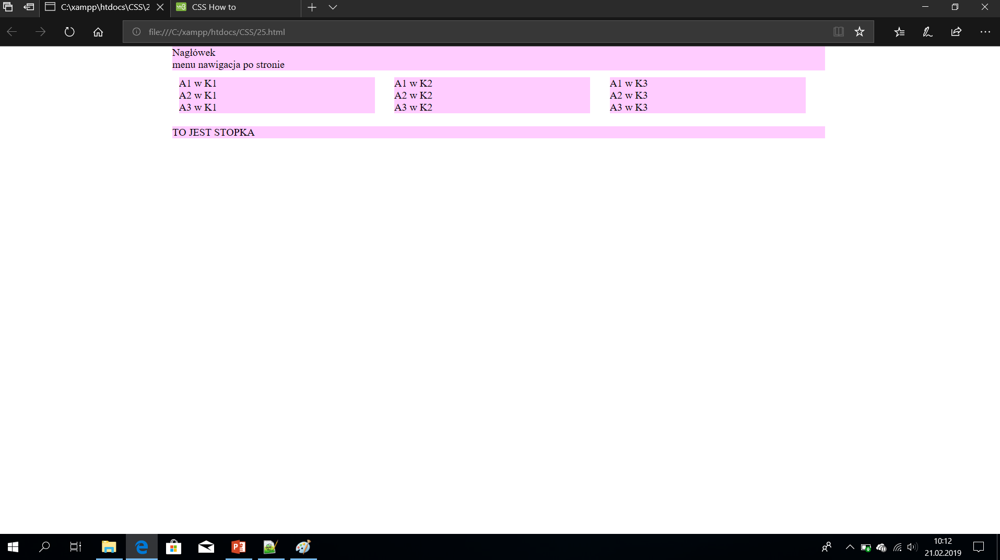 C:\xampp\htdocs\CSS\2
CSS How to
file:///C:/xampp/htdocs/CSS/25.html
Nagłówek
menu nawigacja po stronie
A1 w K1
A2 w K1
A3 w K1
A1 w K2
A2 w K2
A3 w K2
A1 w K3
A2 w K3
A3 w K3
TO JEST STOPKA
10:12
21.02.2019